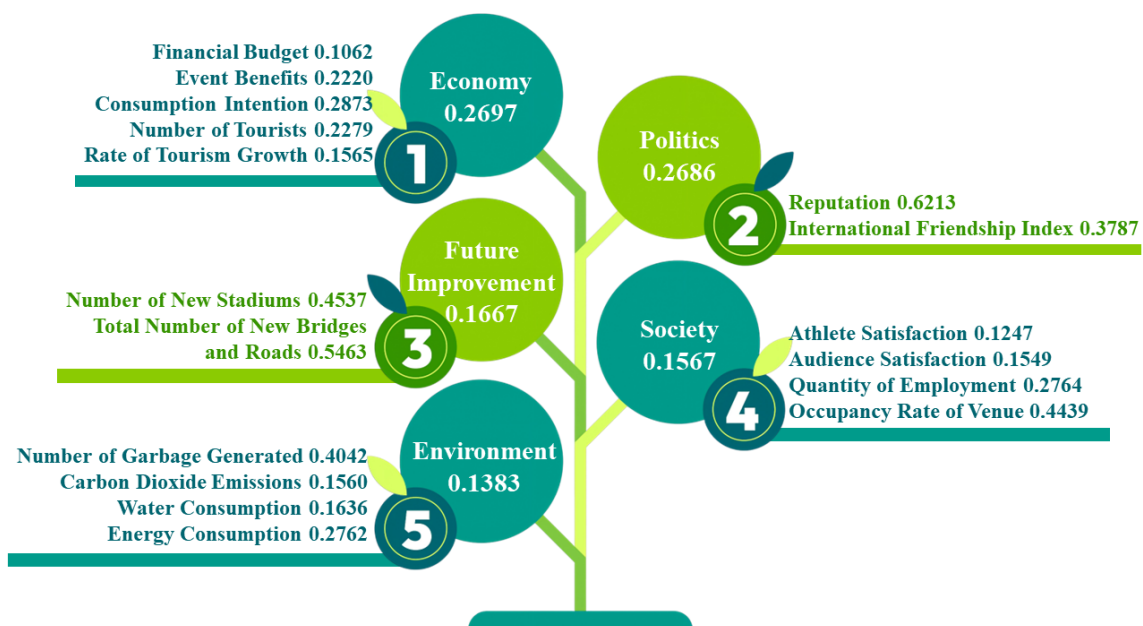 Financial Budget 0.1062
Event Benefits 0.2220
Consumption Intention 0.2873
Number of Tourists 0.2279
Rate of Tourism Growth 0.1565
Economy
0.2697
1
Politics
0.2686
2
Reputation 0.6213
International Friendship Index 0.3787
Future
Improvement
0.1667
Number of New Stadiums 0.4537
Total Number of New Bridges
and Roads 0.5463
3
Society
0.1567
4
Athlete Satisfaction 0.1247
Audience Satisfaction 0.1549
Quantity of Employment 0.2764
Occupancy Rate of Venue 0.4439
Environment
0.1383
Number of Garbage Generated 0.4042
Carbon Dioxide Emissions 0.1560
Water Consumption 0.1636
Energy Consumption 0.2762
5